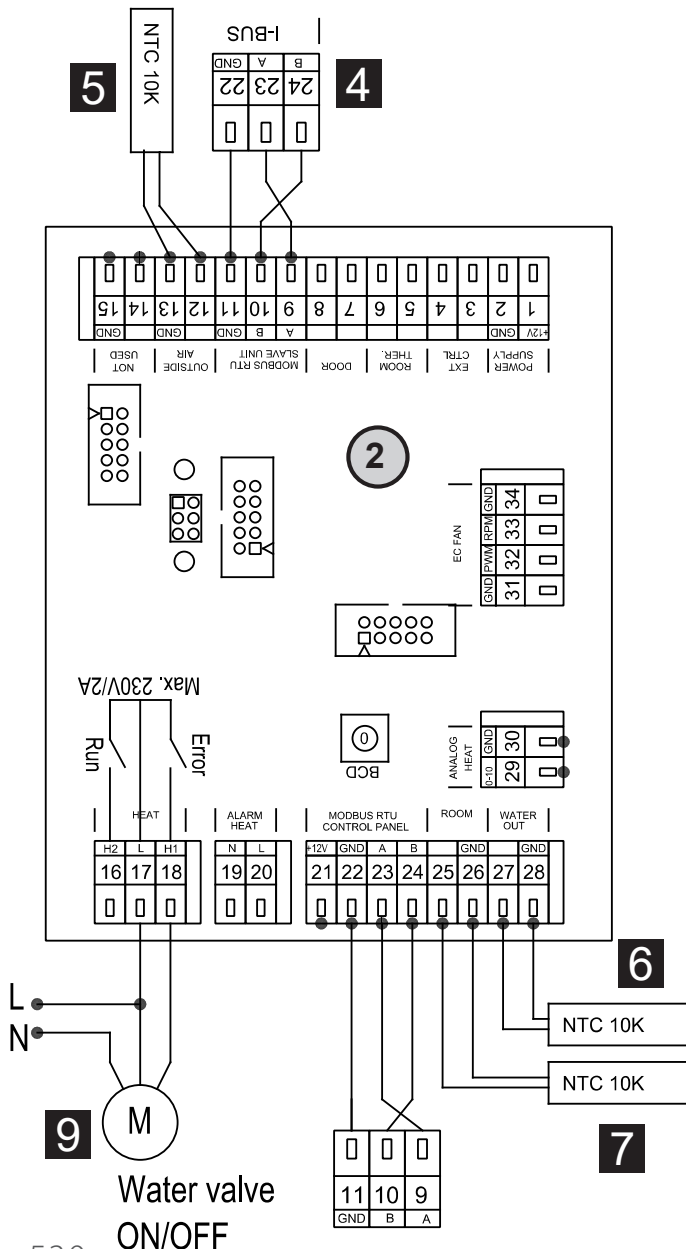 I-BUS
GND A B
22 23 24
4
5
NTC 10K
15 14 13 12 11 10 9 8 7 6 5 4 3 2 1
GND GND GND B A GND +12V
NOT USED
OUTSIDE AIR
MODBUS RTU SLAVE UNIT
DOOR
ROOM THER.
EXT CTRL
POWER SUPPLY
2
EC FAN
GND PWM RPM GND
31 32 33 34
Max. 230V/2A
Run
Error
0
BCD
ANALOG HEAT
0-10 GND
29 30
HEAT
ALARM
HEAT
MODBUS RTU
CONTROL PANEL
ROOM
WATER
OUT
H2 L H1 N L +12V GND A B GND GND
16 17 18 19 20 21 22 23 24 25 26 27 28
6
L
N
NTC 10K
NTC 10K
9
M
7
Water valve
ON/OFF
11 10 9
GND B A